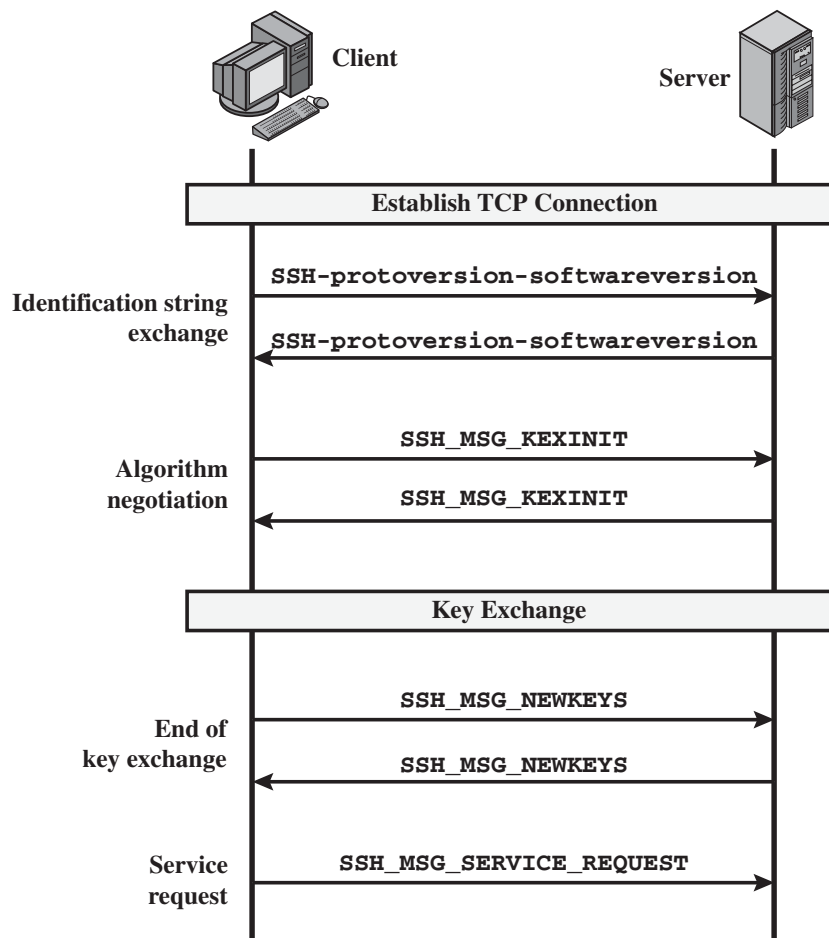 Client
Server
Establish TCP Connection
SSH-protoversion-softwareversion
Identification string
exchange
SSH-protoversion-softwareversion
SSH_MSG_KEXINIT
Algorithm
negotiation
SSH_MSG_KEXINIT
Key Exchange
SSH_MSG_NEWKEYS
End of
key exchange
SSH_MSG_NEWKEYS
Service
request
SSH_MSG_SERVICE_REQUEST